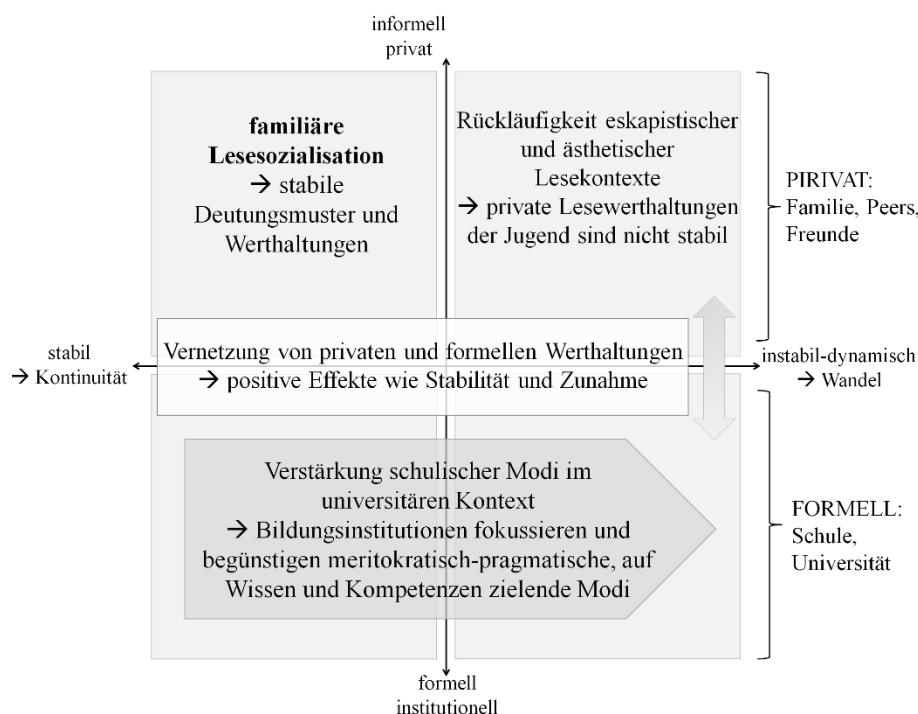 informell
privat
familiäre
Lesesozialisation
→ stabile
Deutungsmuster und
Werthaltungen
Rückläufigkeit eskapistischer
und ästhetischer
Lesekontexte
→ private Lesewerthaltungen
der Jugend sind nicht stabil
PIRIVAT:
Familie, Peers,
Freunde
stabil
→ Kontinuität
Vernetzung von privaten und formellen Werthaltungen
→ positive Effekte wie Stabilität und Zunahme
instabil-dynamisch
→ Wandel
Verstärkung schulischer Modi im
universitären Kontext
→ Bildungsinstitutionen fokussieren und
begünstigen meritokratisch-pragmatische, auf
Wissen und Kompetenzen zielende Modi
FORMELL:
Schule,
Universität
formell
institutionell